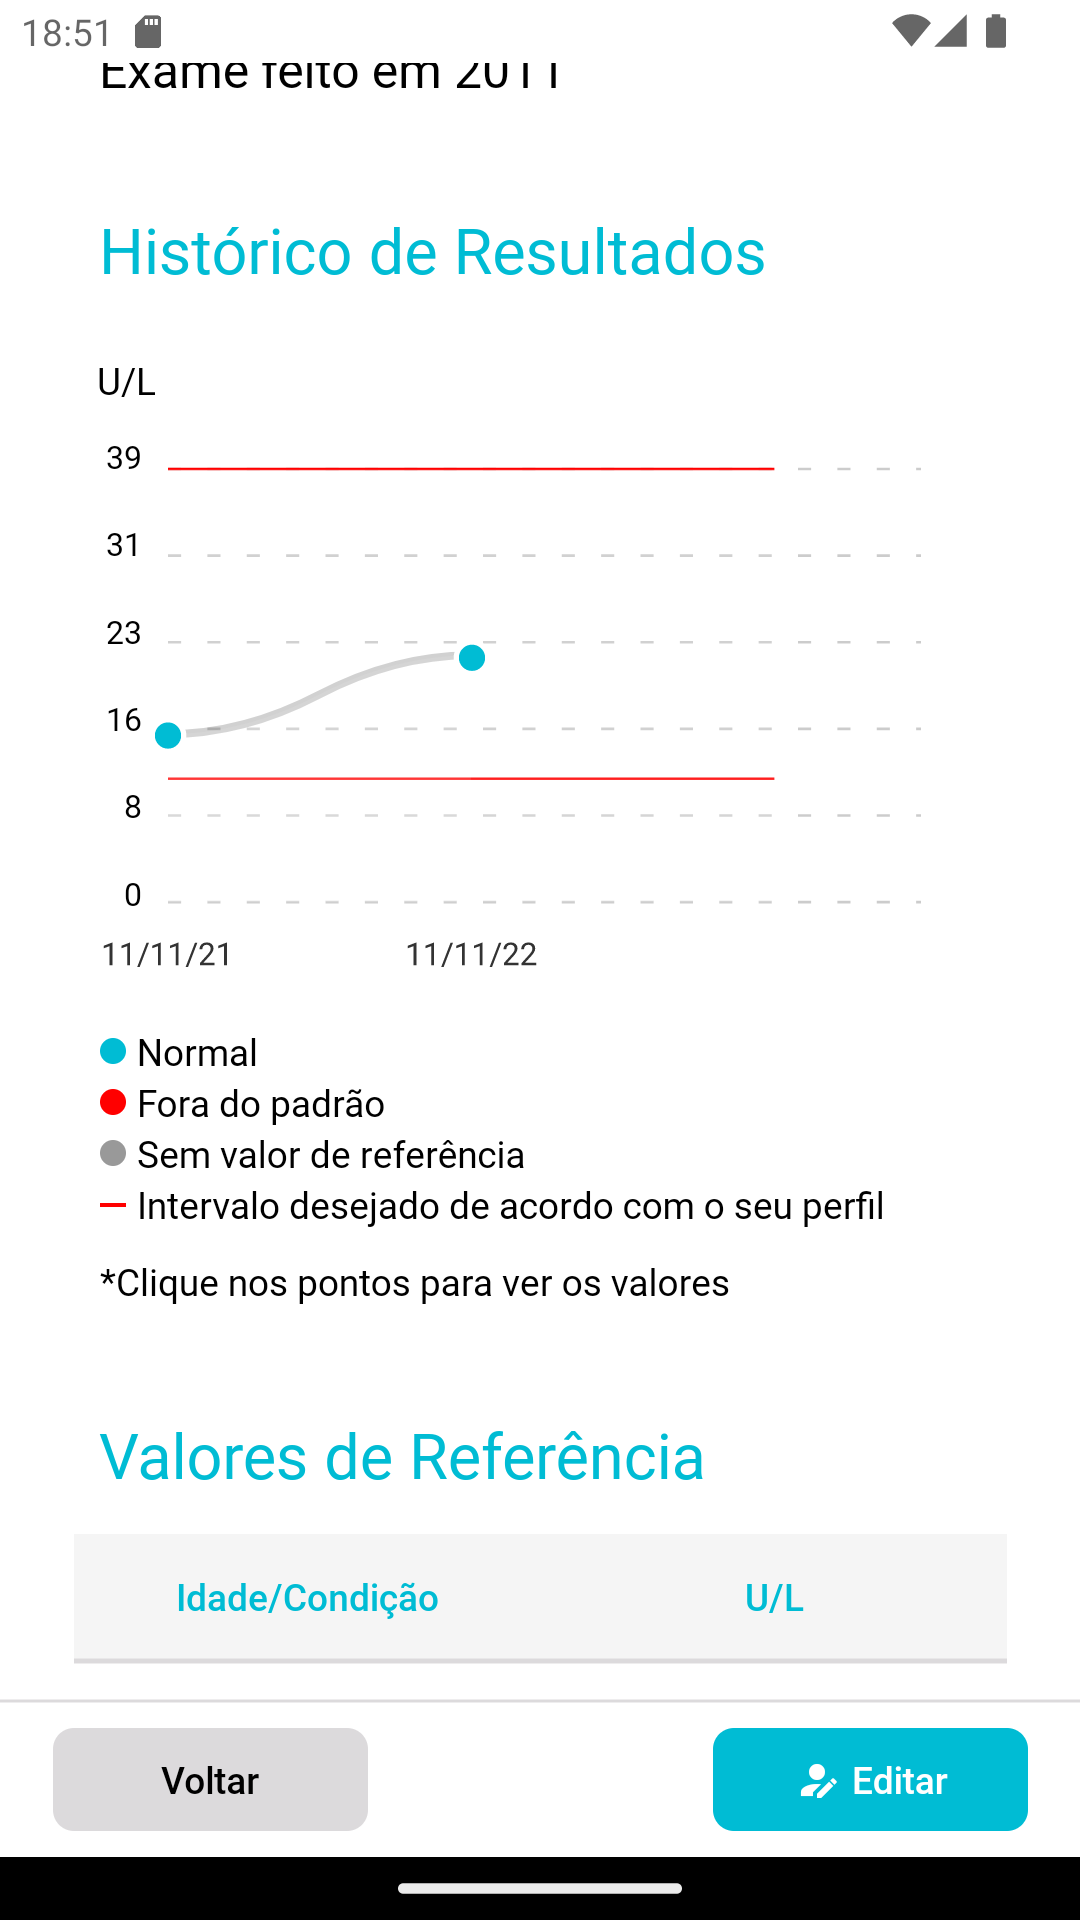 18:51
Exame feito em 2011
Histórico de Resultados
U/L
39
31
23
16
8
0
11/11/21 11/11/22
Normal
Fora do padrão
Sem valor de referência
Intervalo desejado de acordo com o seu perfil
*Clique nos pontos para ver os valores
Valores de Referência
Idade/Condição U/L
Voltar Editar